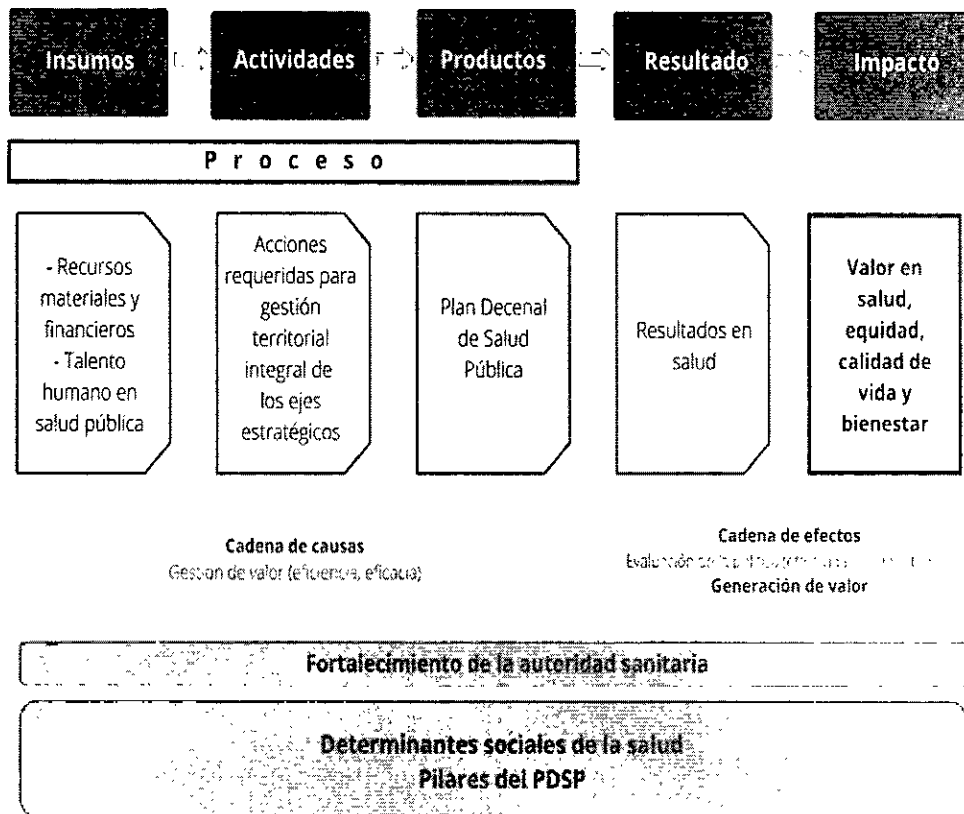 Insumos
Actividades
Productos
Resultado
Impacto
Proceso
- Recursos
materiales y
financieros
- Talento
humano en
salud pública
Acciones
requeridas para
gestión
territorial
integral de
los ejes
estratégicos
Plan Decenal
de Salud
Pública
Resultados en
salud
Valor en
salud,
equidad,
calidad de
vida y
bienestar
Cadena de causas
Gestion de valor (eficiencia, eficacia)
Cadena de efectos
Evaluación de
Generación de valor
Fortalecimiento de la autoridad sanitaria
Determinantes sociales de la salud
Pilares del PDSP